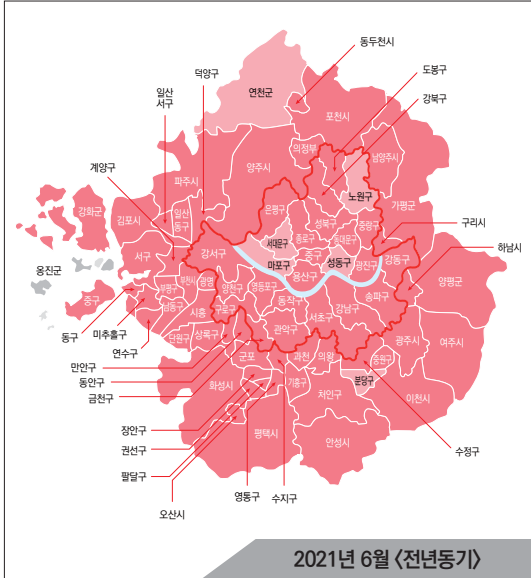 동두천시
도봉구
덕양구
연천군
일산
서구
강북구
포천시
의정부
남양주시
계양구
양주시
파주시
노원구
강화군
은평구
가평군
김포시
일산
동구
성북구
중랑구
구리시
서대문구
종로구
동대문구
하남시
서구
강서구
중구
옹진군
마포구
성동구
광진구
강동구
양평군
용산구
부천시
광명
양천구
영등포구
송파구
중구
부평구
동작구
강남구
남동구
시흥
구로구
서초구
동구
미추홀구
관악구
광주시
여주시
단원구
상록구
연수구
만안구
군포
과천
의왕
중원구
동안구
분당구
금천구
화성시
기흥구
처인구
이천시
장안구
권선구
평택시
안성시
수정구
팔달구
오산시
영통구
수지구
2021년 6월 〈전년동기〉